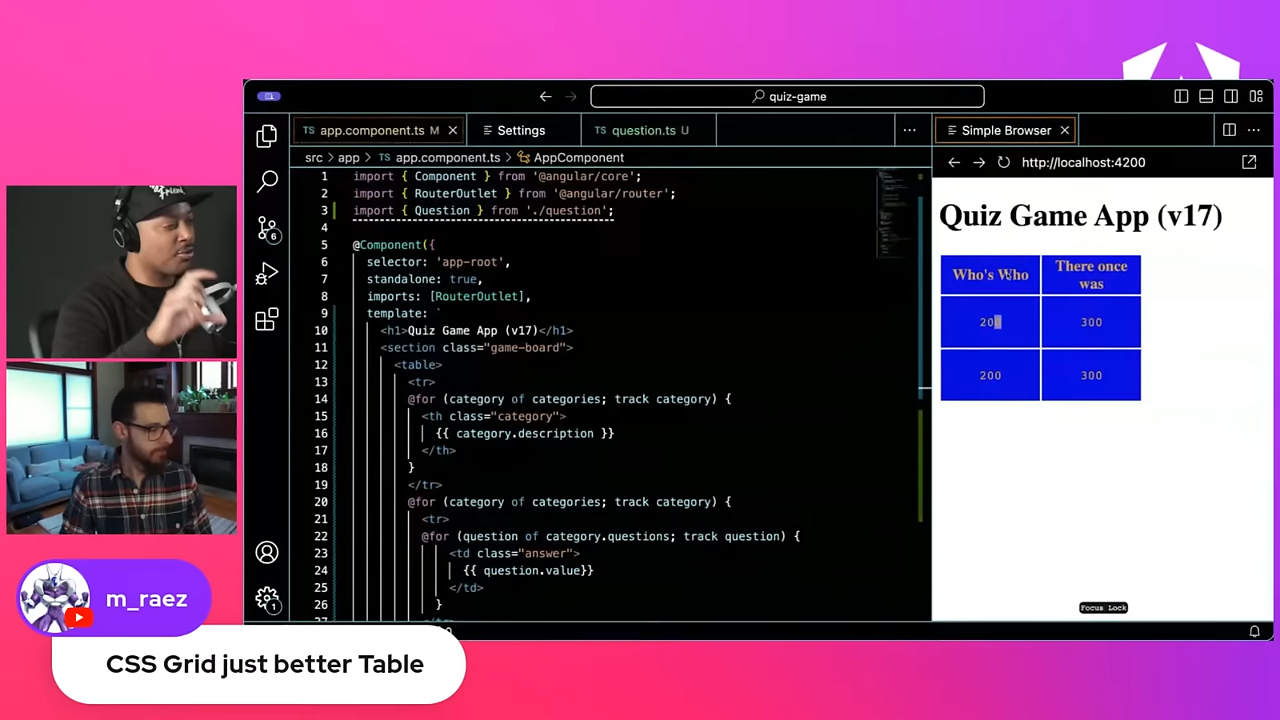 quiz-game
TS app.component.ts M
Settings
TS question.ts U
Simple Browser
src > app > TS app.component.ts > AppComponent
http://localhost:4200
1 import { Component } from '@angular/core';
2 import { RouterOutlet } from '@angular/router';
3 import { Question } from './question';
4
5 @Component({
6 selector: 'app-root',
7 standalone: true,
8 imports: [RouterOutlet],
9 template: `
10 <h1>Quiz Game App (v17)</h1>
11 <section class="game-board">
12 <table>
13 <tr>
14 @for (category of categories; track category) {
15 <th class="category">
16 {{ category.description }}
17 </th>
18 }
19 </tr>
20 @for (category of categories; track category) {
21 <tr>
22 @for (question of category.questions; track question) {
23 <td class="answer">
24 {{ question.value}}
25 </td>
26 }
6
1
Quiz Game App (v17)
Who's Who
There once
was
200
300
200
300
Focus Lock
m_raez
CSS Grid just better Table